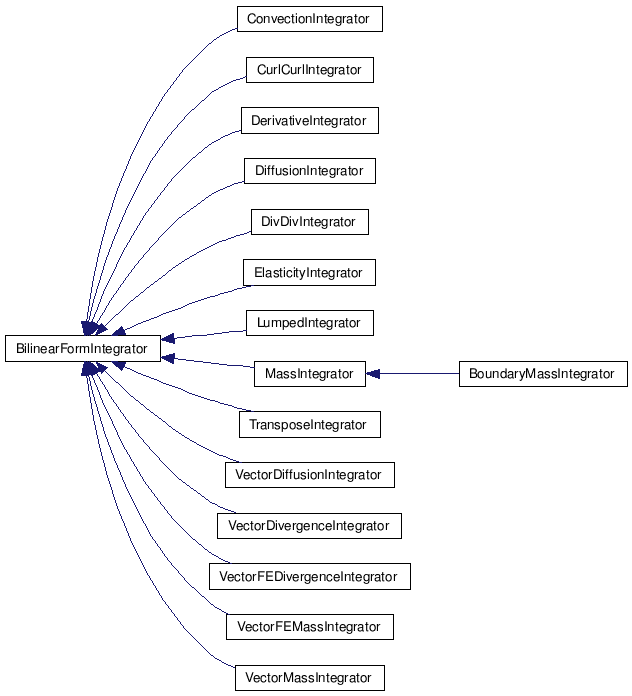 ConvectionIntegrator
CurlCurlIntegrator
DerivativeIntegrator
DiffusionIntegrator
DivDivIntegrator
ElasticityIntegrator
LumpedIntegrator
BilinearFormIntegrator
MassIntegrator
BoundaryMassIntegrator
TransposeIntegrator
VectorDiffusionIntegrator
VectorDivergenceIntegrator
VectorFEDivergenceIntegrator
VectorFEMassIntegrator
VectorMassIntegrator